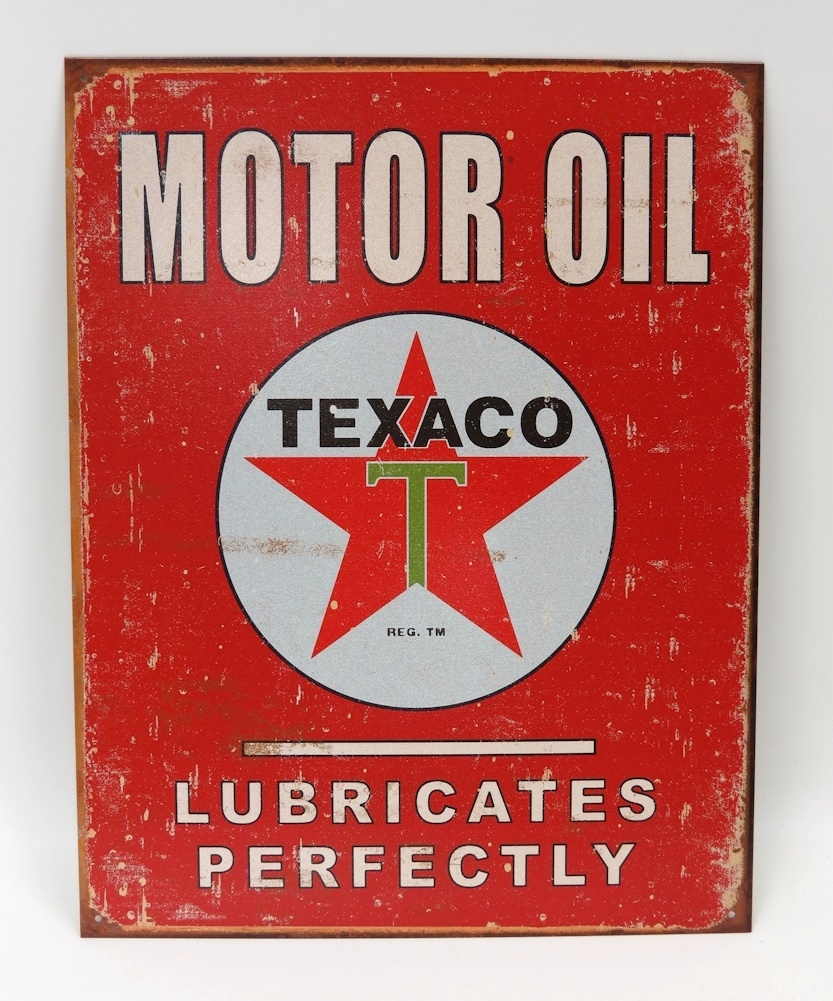 MOTOR OIL
TEXACO
T
REG. TM
LUBRICATES
PERFECTLY